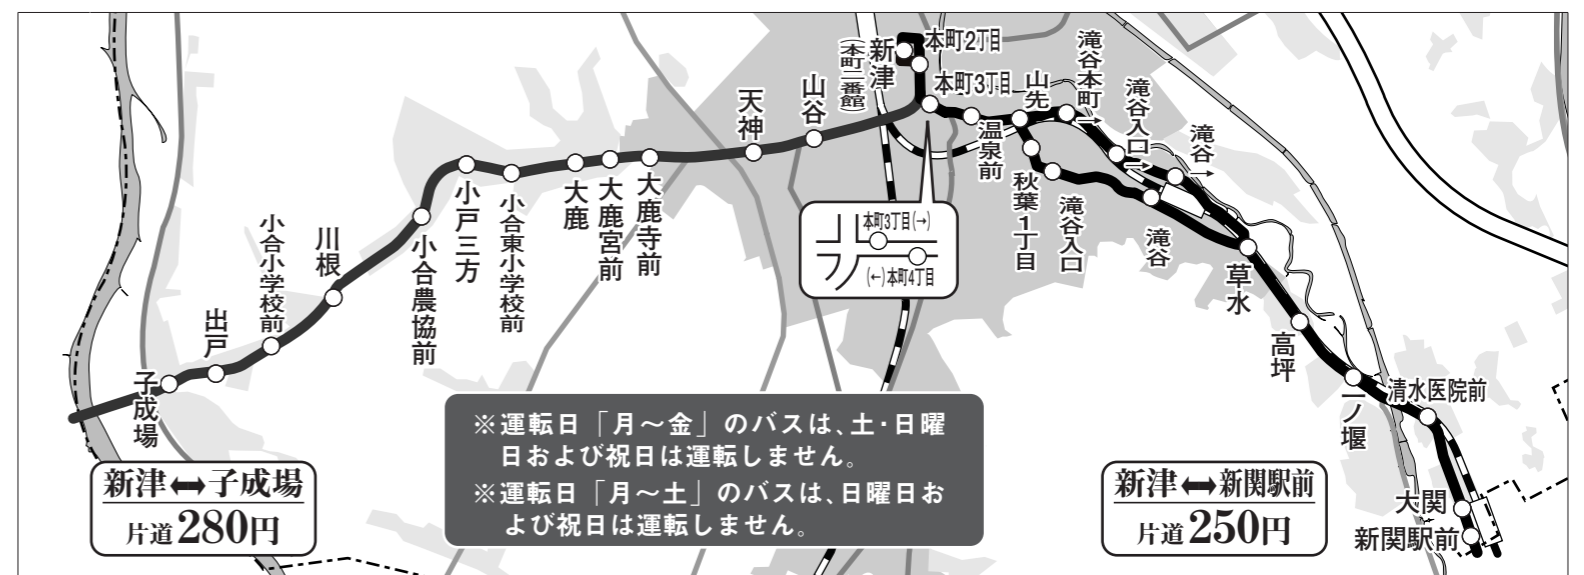 新津
(本町二番館)
本町2丁目
本町3丁目
山先
滝谷本町
→
滝谷入口
→
滝谷
→
温泉前
秋葉1丁目
滝谷入口
滝谷
草水
高坪
一ノ堰
清水医院前
大関
新関駅前
本町3丁目(→)
(←)本町4丁目
山谷
天神
大鹿寺前
大鹿宮前
大鹿
小合東小学校前
小戸三方
小合農協前
川根
小合小学校前
出戸
子成場
新津↔子成場
片道280円
※運転日「月～金」のバスは、土・日曜
日および祝日は運転しません。
※運転日「月～土」のバスは、日曜日お
よび祝日は運転しません。
新津↔新関駅前
片道250円